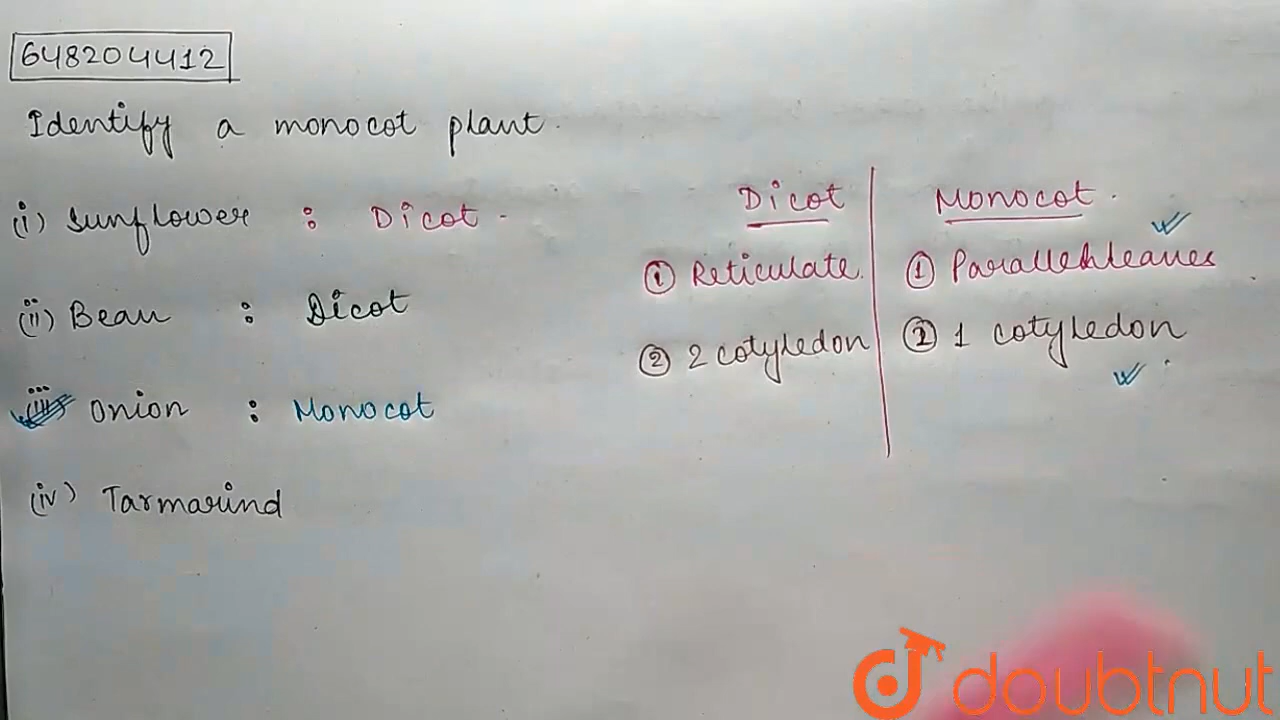 648204412
Identify a monocot plant.
(i) Sunflower : Dicot.
(ii) Bean : Dicot
(iii) Onion : Monocot
(iv) Tarmarind
Dicot
① Reticulate.
② 2 cotyledon
Monocot.
① Parallel leaves
② 1 cotyledon
doubtnut